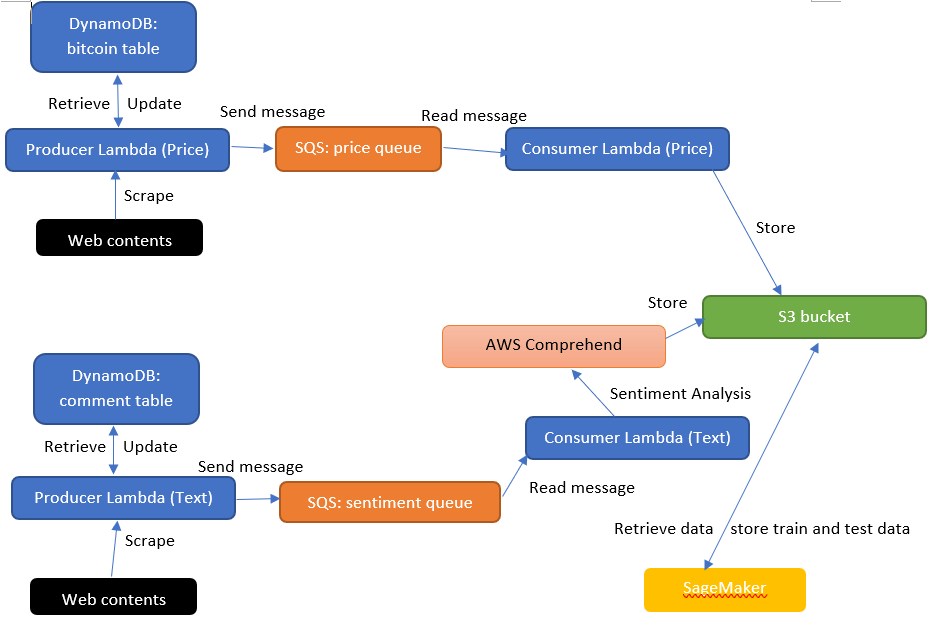 DynamoDB:
bitcoin table
Retrieve
Update
Send message
Read message
Producer Lambda (Price)
SQS: price queue
Consumer Lambda (Price)
Scrape
Web contents
Store
Store
S3 bucket
AWS Comprehend
DynamoDB:
comment table
Sentiment Analysis
Retrieve
Update
Consumer Lambda (Text)
Send message
Read message
Producer Lambda (Text)
SQS: sentiment queue
Scrape
Retrieve data
store train and test data
Web contents
SageMaker